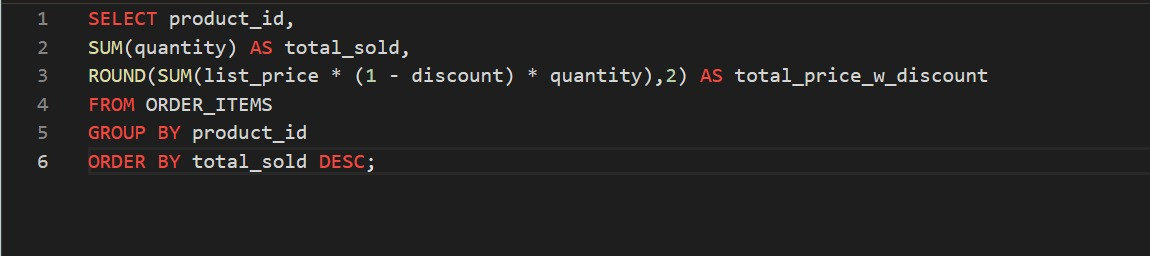 1 SELECT product_id,
2 SUM(quantity) AS total_sold,
3 ROUND(SUM(list_price * (1 - discount) * quantity),2) AS total_price_w_discount
4 FROM ORDER_ITEMS
5 GROUP BY product_id
6 ORDER BY total_sold DESC;